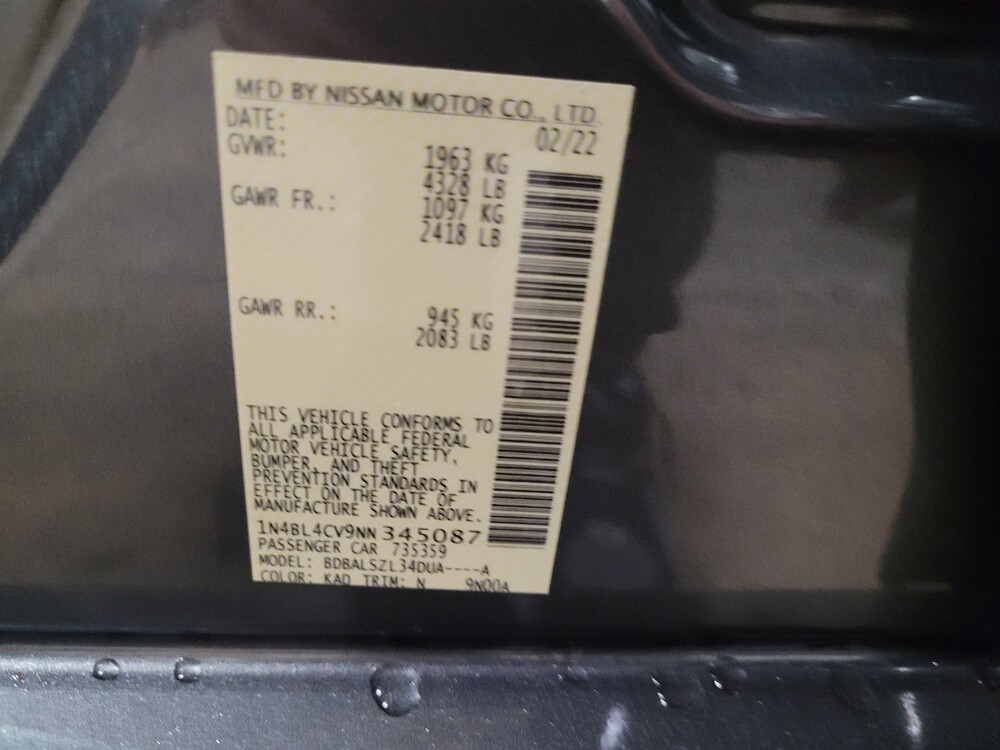 MFD BY NISSAN MOTOR CO., LTD.
DATE: 02/22
GVWR: 1963 KG
4328 LB
GAWR FR.: 1097 KG
2418 LB
GAWR RR.: 945 KG
2083 LB
THIS VEHICLE CONFORMS TO
ALL APPLICABLE FEDERAL
MOTOR VEHICLE SAFETY,
BUMPER, AND THEFT
PREVENTION STANDARDS IN
EFFECT ON THE DATE OF
MANUFACTURE SHOWN ABOVE.
1N4BL4CV9NN345087
PASSENGER CAR 735359
MODEL: BDBALSZL34DUA----A
COLOR: KAD TRIM: N 9N00A